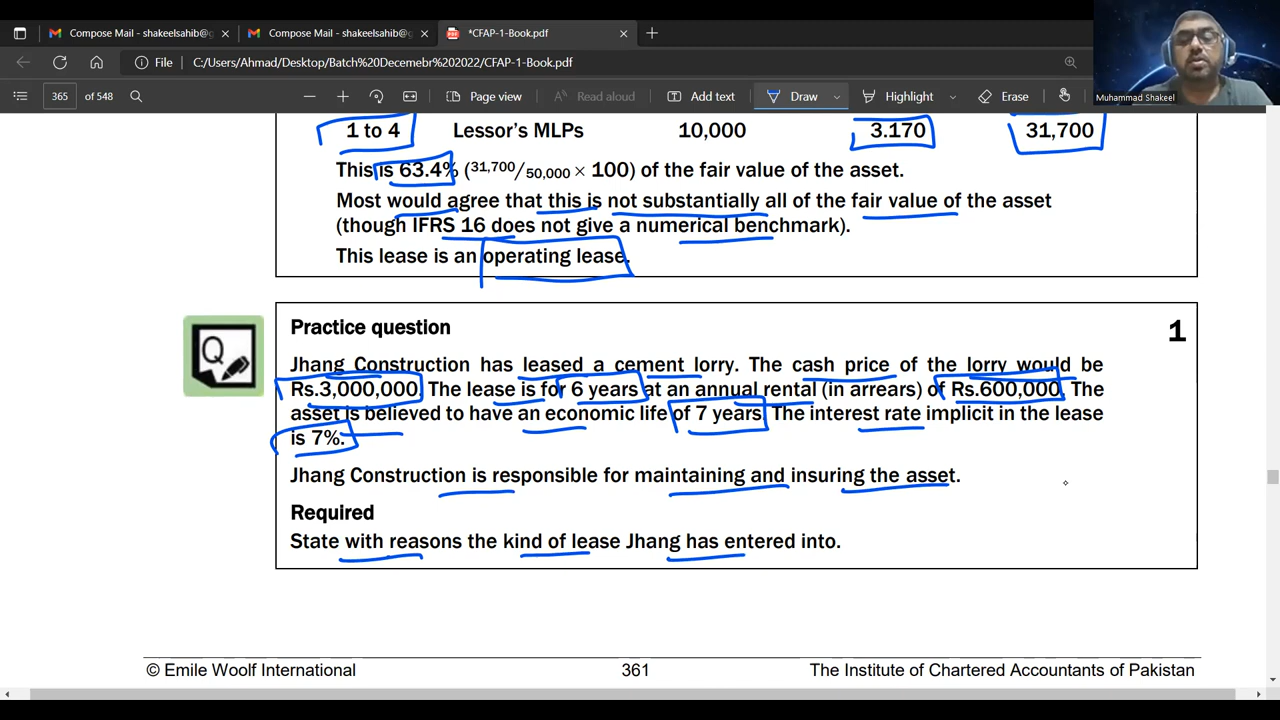 Compose Mail - shakeelsahib@g
Compose Mail - shakeelsahib@g
*CFAP-1-Book.pdf
File
C:/Users/Ahmad/Desktop/Batch%20Decemebr%202022/CFAP-1-Book.pdf
365 of 548
Page view
Read aloud
Add text
Draw
Highlight
Erase
Muhammad Shakeel
1 to 4 Lessor's MLPs 10,000 3.170 31,700
This is 63.4% (31,700/50,000 × 100) of the fair value of the asset.
Most would agree that this is not substantially all of the fair value of the asset
(though IFRS 16 does not give a numerical benchmark).
This lease is an operating lease.
Q
Practice question 1
Jhang Construction has leased a cement lorry. The cash price of the lorry would be
Rs.3,000,000 The lease is for 6 years at an annual rental (in arrears) of Rs.600,000 The
asset is believed to have an economic life of 7 years The interest rate implicit in the lease
is 7%.
Jhang Construction is responsible for maintaining and insuring the asset.
Required
State with reasons the kind of lease Jhang has entered into.
© Emile Woolf International 361 The Institute of Chartered Accountants of Pakistan